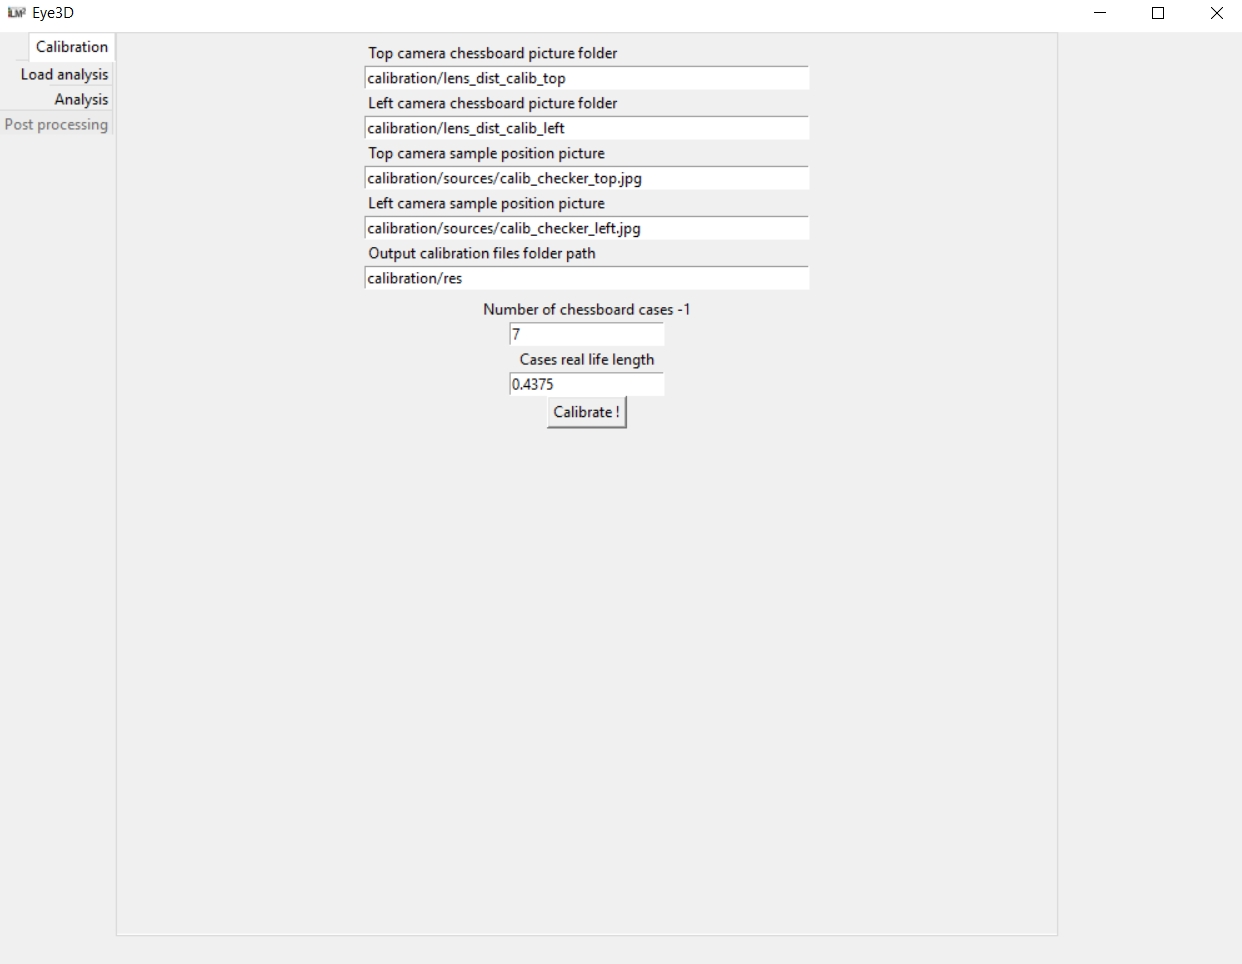 Eye3D
Calibration
Load analysis
Analysis
Post processing
Top camera chessboard picture folder
calibration/lens_dist_calib_top
Left camera chessboard picture folder
calibration/lens_dist_calib_left
Top camera sample position picture
calibration/sources/calib_checker_top.jpg
Left camera sample position picture
calibration/sources/calib_checker_left.jpg
Output calibration files folder path
calibration/res
Number of chessboard cases -1
7
Cases real life length
0.4375
Calibrate !